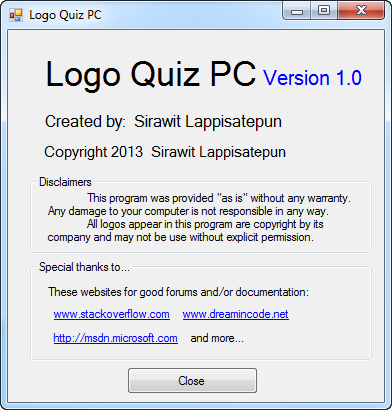 Logo Quiz PC
Logo Quiz PC Version 1.0
Created by: Sirawit Lappisatepun
Copyright 2013 Sirawit Lappisatepun
Disclaimers
This program was provided "as is" without any warranty.
Any damage to your computer is not responsible in any way.
All logos appear in this program are copyright by its
company and may not be use without explicit permission.
Special thanks to...
These websites for good forums and/or documentation:
www.stackoverflow.com www.dreamincode.net
http://msdn.microsoft.com and more...
Close